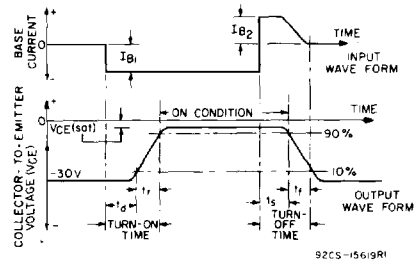 BASE
CURRENT
+
0
-
IB1
IB2
TIME
INPUT
WAVE FORM
COLLECTOR-TO-EMITTER
VOLTAGE (VCE)
+
0
VCE(sat)
-30V
-
ON CONDITION
TIME
90%
10%
tr
td
TURN-ON
TIME
ts
tf
TURN-
OFF TIME
OUTPUT
WAVE FORM
92CS-15619R1